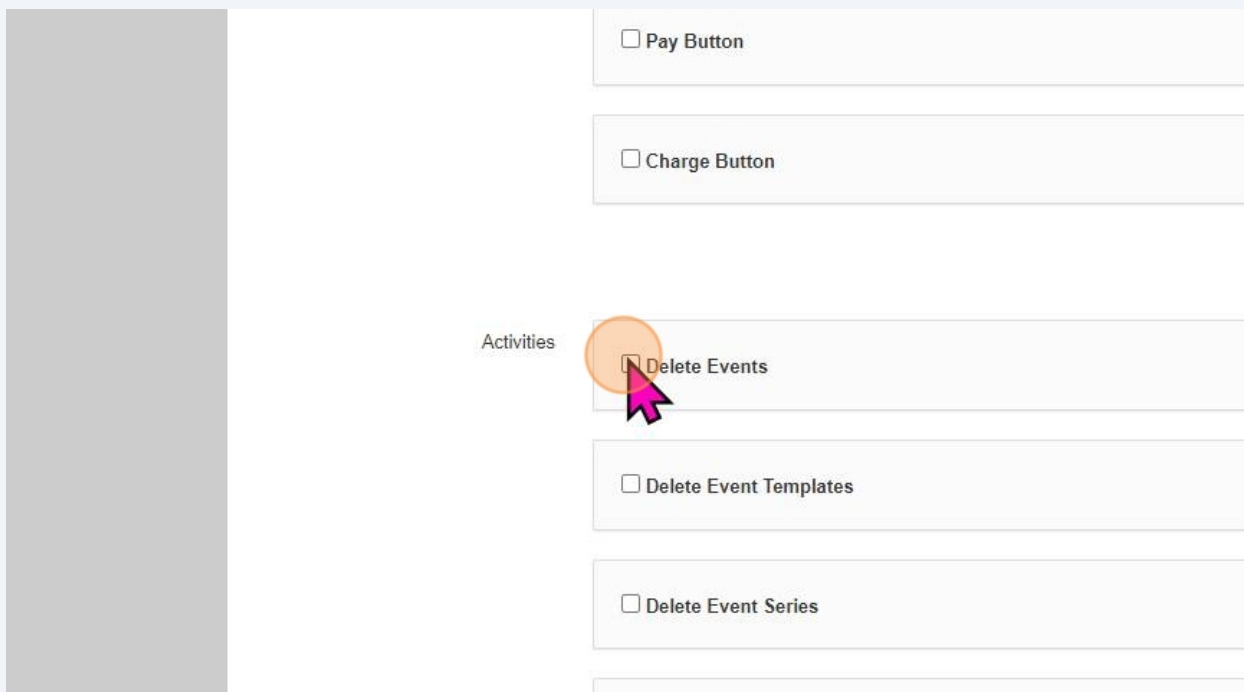 Pay Button
Charge Button
Activities
Delete Events
Delete Event Templates
Delete Event Series